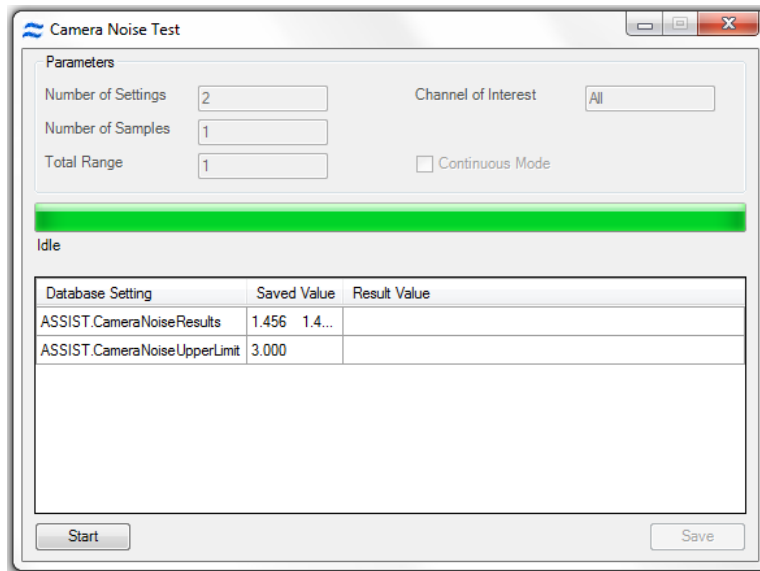 Camera Noise Test
Parameters
Number of Settings 2 Channel of Interest All
Number of Samples 1
Total Range 1 Continuous Mode
Idle
Database Setting Saved Value Result Value
ASSIST.CameraNoiseResults 1.456 1.4...
ASSIST.CameraNoiseUpperLimit 3.000
Start Save